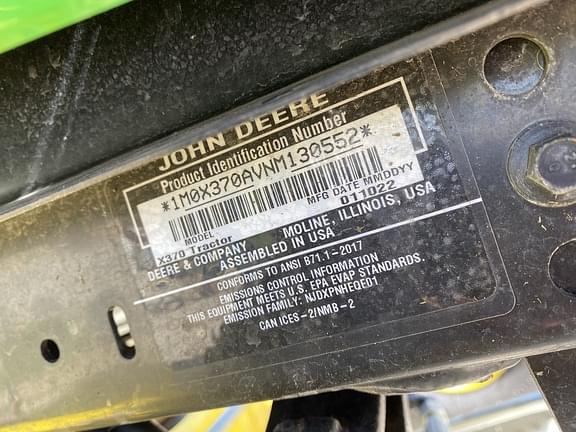 JOHN DEERE
Product Identification Number
*1M0X370AVNM130552*
MODEL MFG DATE MMDDYY
X370 Tractor 011022
DEERE & COMPANY MOLINE, ILLINOIS, USA
ASSEMBLED IN USA
CONFORMS TO ANSI B71.1-2017
EMISSIONS CONTROL INFORMATION
THIS EQUIPMENT MEETS U.S. EPA EVAP STANDARDS.
EMISSION FAMILY: NJDXPNHEQED1
CAN ICES-2/NMB-2